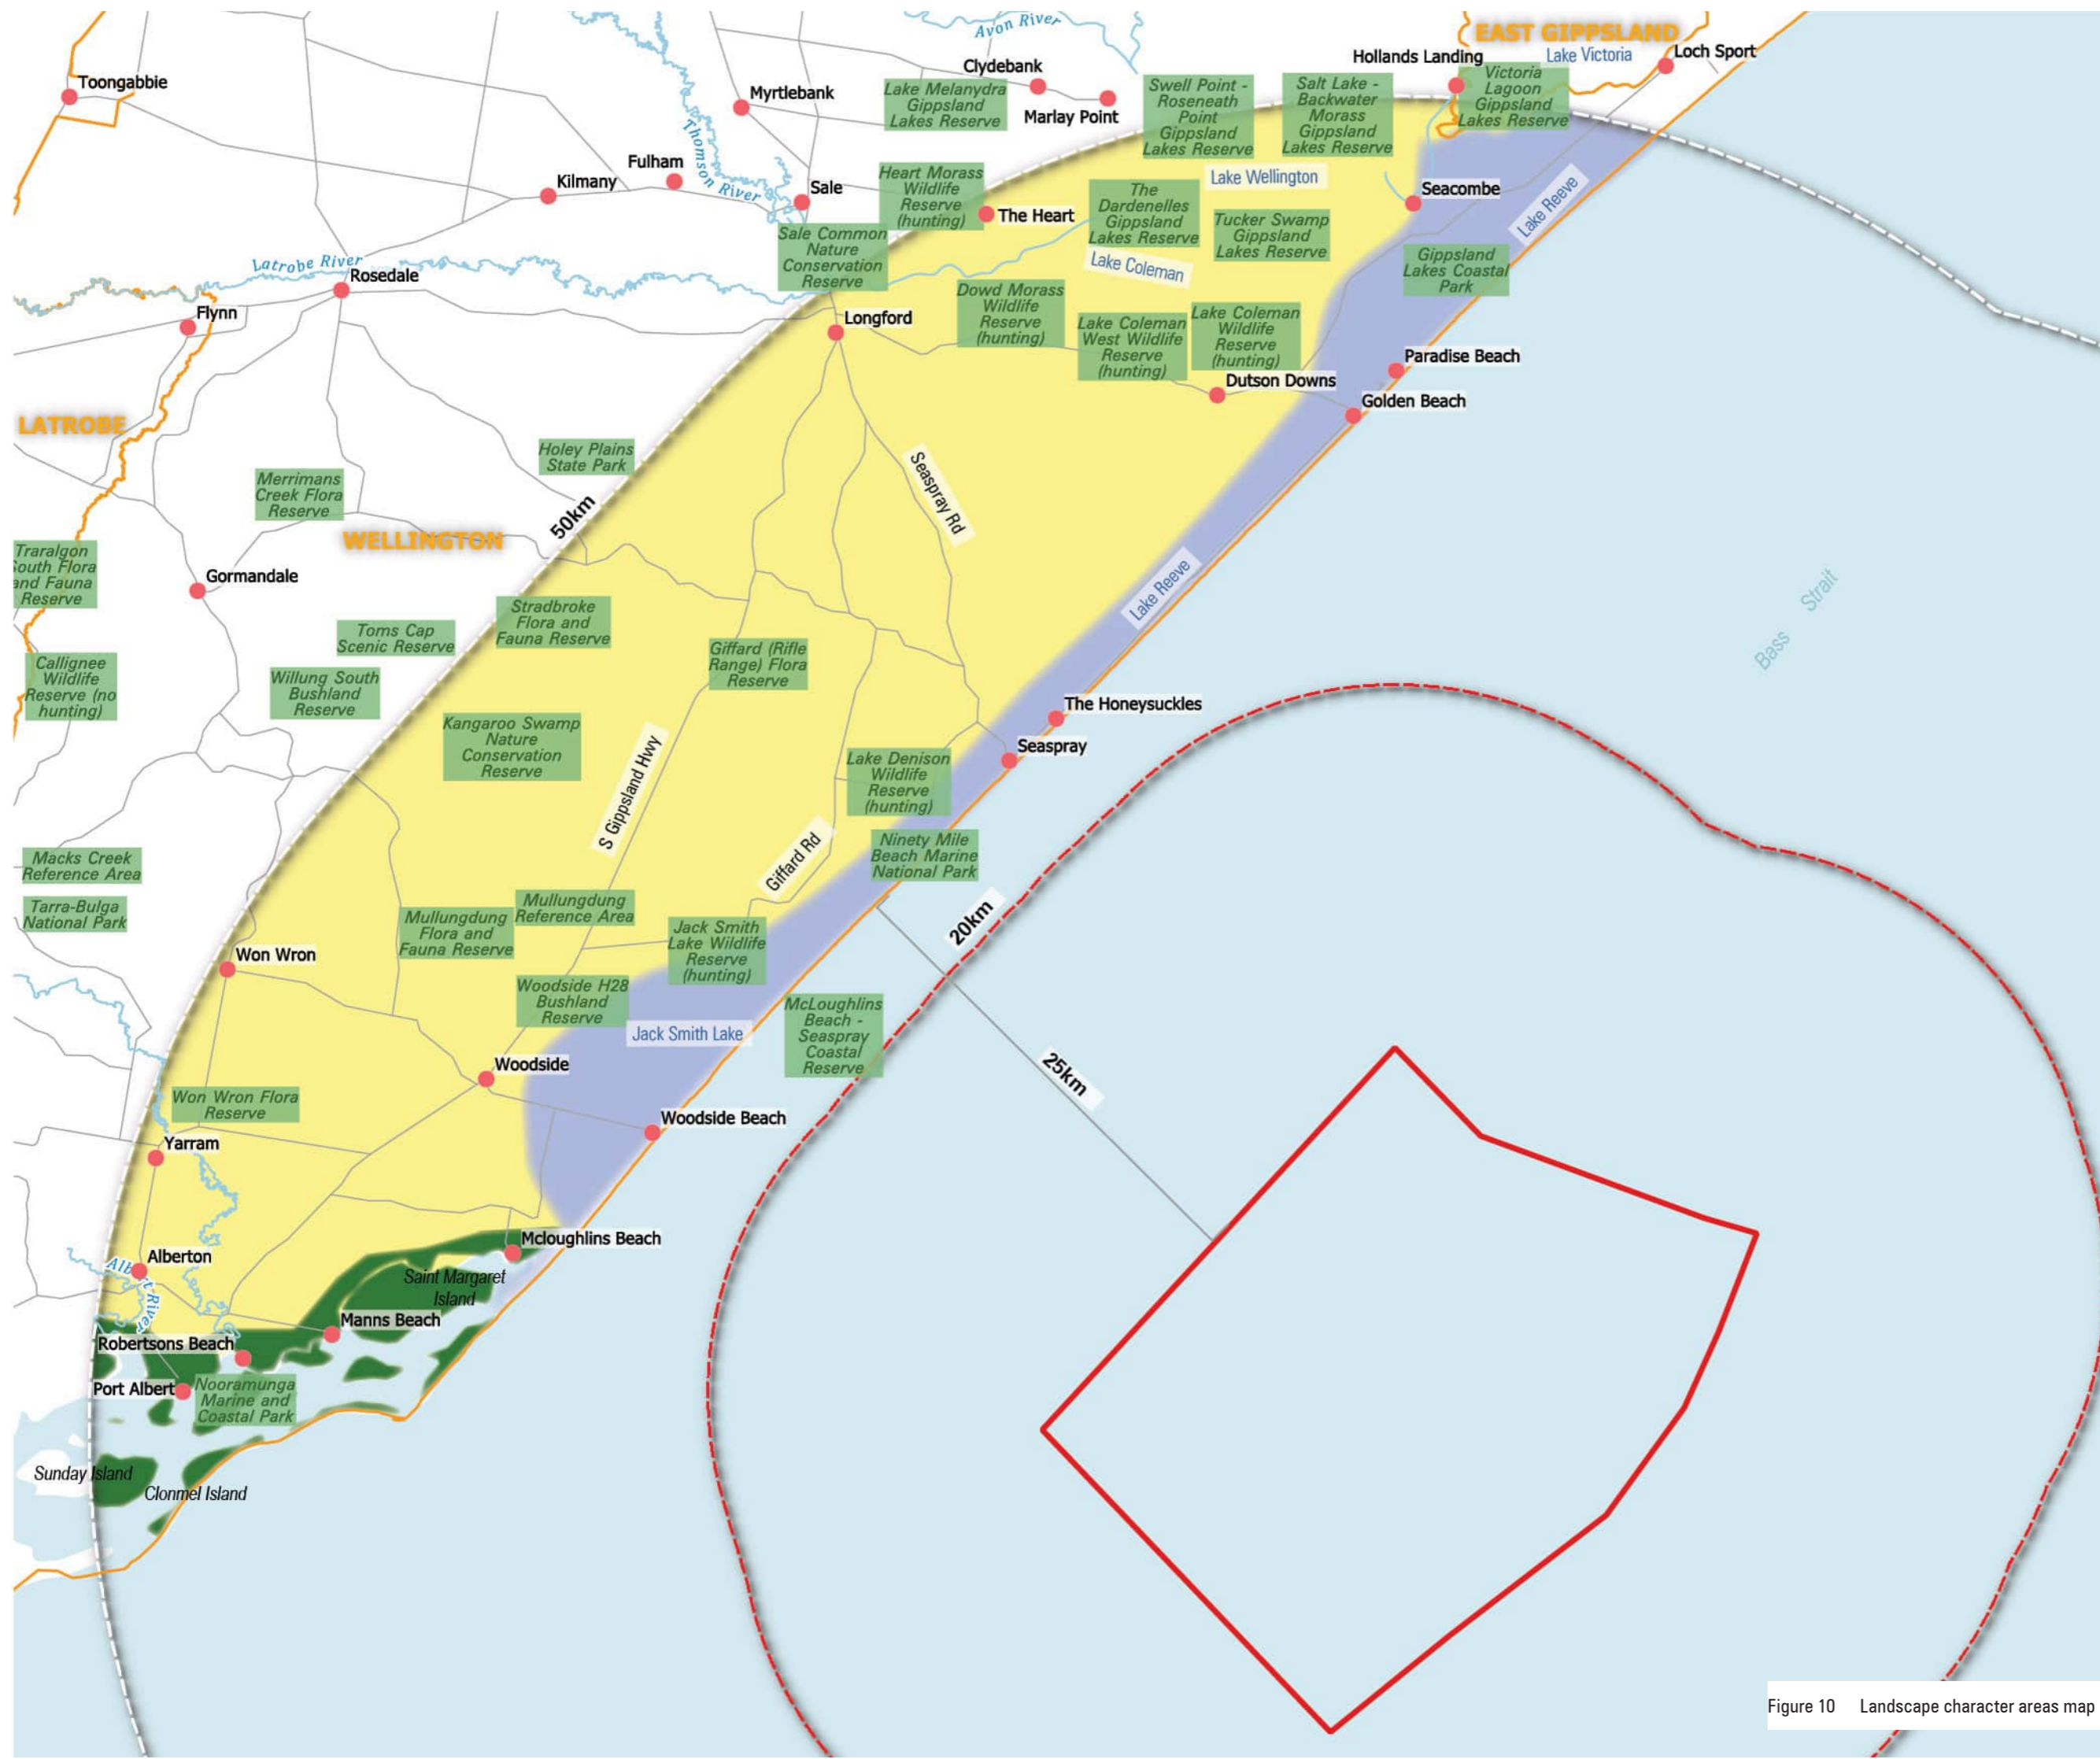 Avon River
EAST GIPPSLAND
Lake Victoria
Hollands Landing
Loch Sport
Toongabbie
Clydebank
Myrtlebank
Lake Melanydra
Gippsland
Lakes Reserve
Marlay Point
Swell Point -
Roseneath
Point
Gippsland
Lakes Reserve
Salt Lake -
Backwater
Morass
Gippsland
Lakes Reserve
Victoria
Lagoon
Gippsland
Lakes Reserve
Thomson River
Fulham
Kilmany
Sale
Heart Morass
Wildlife
Reserve
(hunting)
The Heart
Lake Wellington
The
Dardenelles
Gippsland
Lakes Reserve
Tucker Swamp
Gippsland
Lakes Reserve
Seacombe
Lake Reeve
Sale Common
Nature
Conservation
Reserve
Lake Coleman
Gippsland
Lakes Coastal
Park
Latrobe River
Rosedale
Flynn
Longford
Dowd Morass
Wildlife
Reserve
(hunting)
Lake Coleman
West Wildlife
Reserve
(hunting)
Lake Coleman
Wildlife
Reserve
(hunting)
Dutson Downs
Paradise Beach
Golden Beach
LATROBE
Holey Plains
State Park
Merrimans
Creek Flora
Reserve
50km
WELLINGTON
Seaspray Rd
Traralgon
South Flora
and Fauna
Reserve
Gormandale
Lake Reeve
Bass Strait
Stradbroke
Flora and
Fauna Reserve
Toms Cap
Scenic Reserve
Giffard (Rifle
Range) Flora
Reserve
Callignee
Wildlife
Reserve (no
hunting)
Willung South
Bushland
Reserve
Kangaroo Swamp
Nature
Conservation
Reserve
The Honeysuckles
Seaspray
S Gippsland Hwy
Lake Denison
Wildlife
Reserve
(hunting)
Giffard Rd
Ninety Mile
Beach Marine
National Park
Macks Creek
Reference Area
Tarra-Bulga
National Park
Mullungdung
Reference Area
Mullungdung
Flora and
Fauna Reserve
Jack Smith
Lake Wildlife
Reserve
(hunting)
20km
Won Wron
Woodside H28
Bushland
Reserve
Jack Smith Lake
McLoughlins
Beach -
Seaspray
Coastal
Reserve
25km
Woodside
Won Wron Flora
Reserve
Woodside Beach
Yarram
Mcloughlins Beach
Alberton
Albert River
Saint Margaret
Island
Manns Beach
Robertsons Beach
Port Albert
Nooramunga
Marine and
Coastal Park
Sunday Island
Clonmel Island
Figure 10 Landscape character areas map